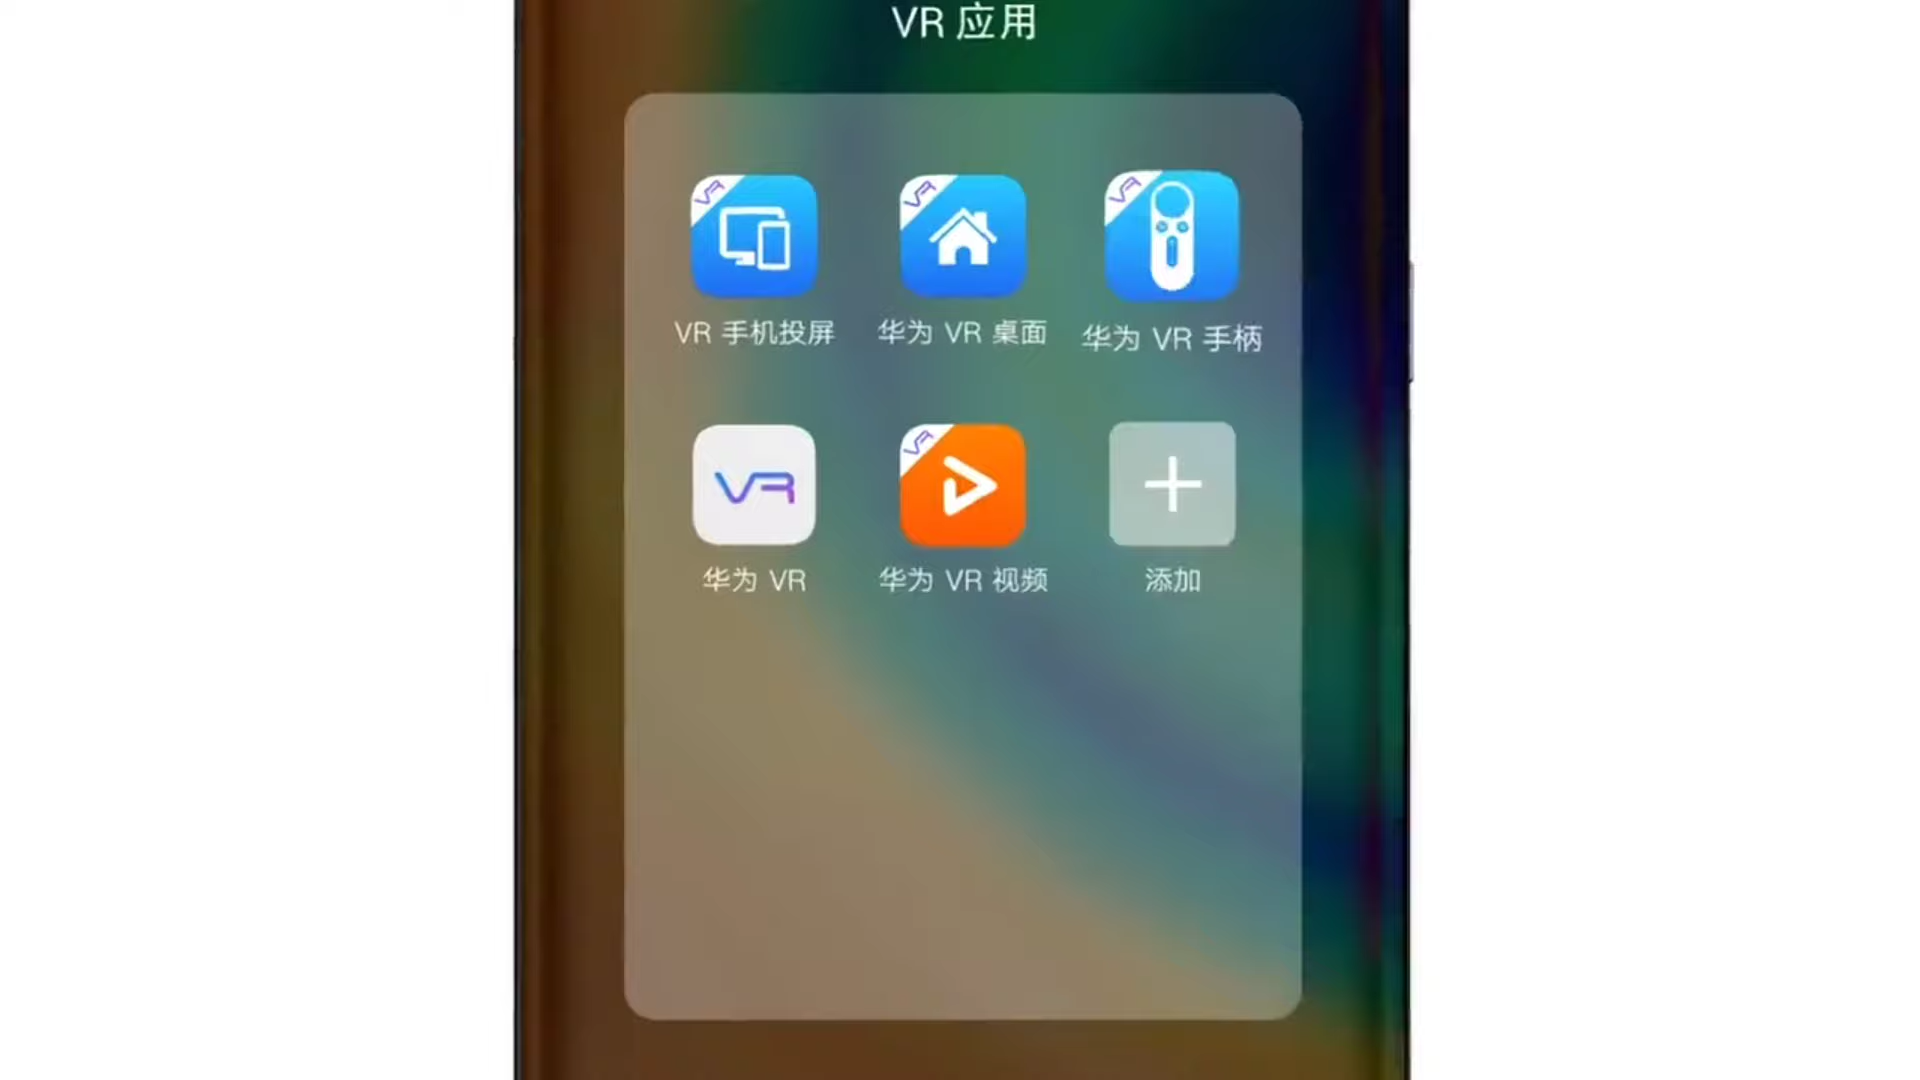 VR 应用
VR 手机投屏
华为 VR 桌面
华为 VR 手柄
VR
华为 VR
华为 VR 视频
添加